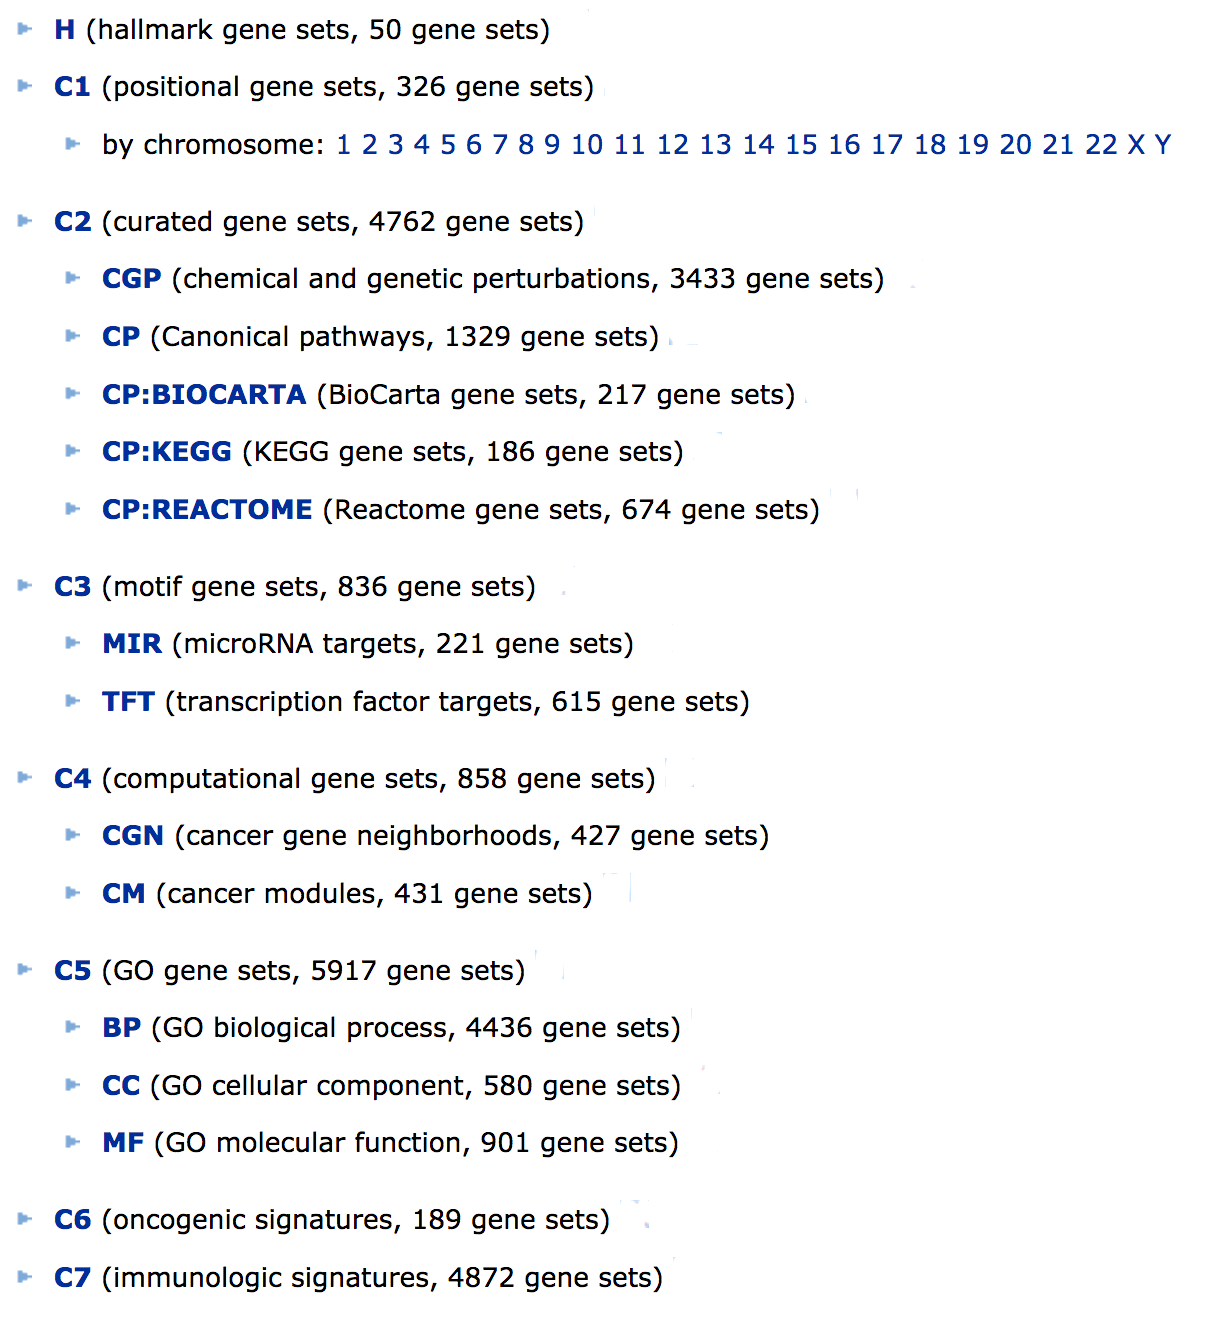 H (hallmark gene sets, 50 gene sets)
C1 (positional gene sets, 326 gene sets)
by chromosome: 1 2 3 4 5 6 7 8 9 10 11 12 13 14 15 16 17 18 19 20 21 22 X Y
C2 (curated gene sets, 4762 gene sets)
CGP (chemical and genetic perturbations, 3433 gene sets)
CP (Canonical pathways, 1329 gene sets)
CP:BIOCARTA (BioCarta gene sets, 217 gene sets)
CP:KEGG (KEGG gene sets, 186 gene sets)
CP:REACTOME (Reactome gene sets, 674 gene sets)
C3 (motif gene sets, 836 gene sets)
MIR (microRNA targets, 221 gene sets)
TFT (transcription factor targets, 615 gene sets)
C4 (computational gene sets, 858 gene sets)
CGN (cancer gene neighborhoods, 427 gene sets)
CM (cancer modules, 431 gene sets)
C5 (GO gene sets, 5917 gene sets)
BP (GO biological process, 4436 gene sets)
CC (GO cellular component, 580 gene sets)
MF (GO molecular function, 901 gene sets)
C6 (oncogenic signatures, 189 gene sets)
C7 (immunologic signatures, 4872 gene sets)